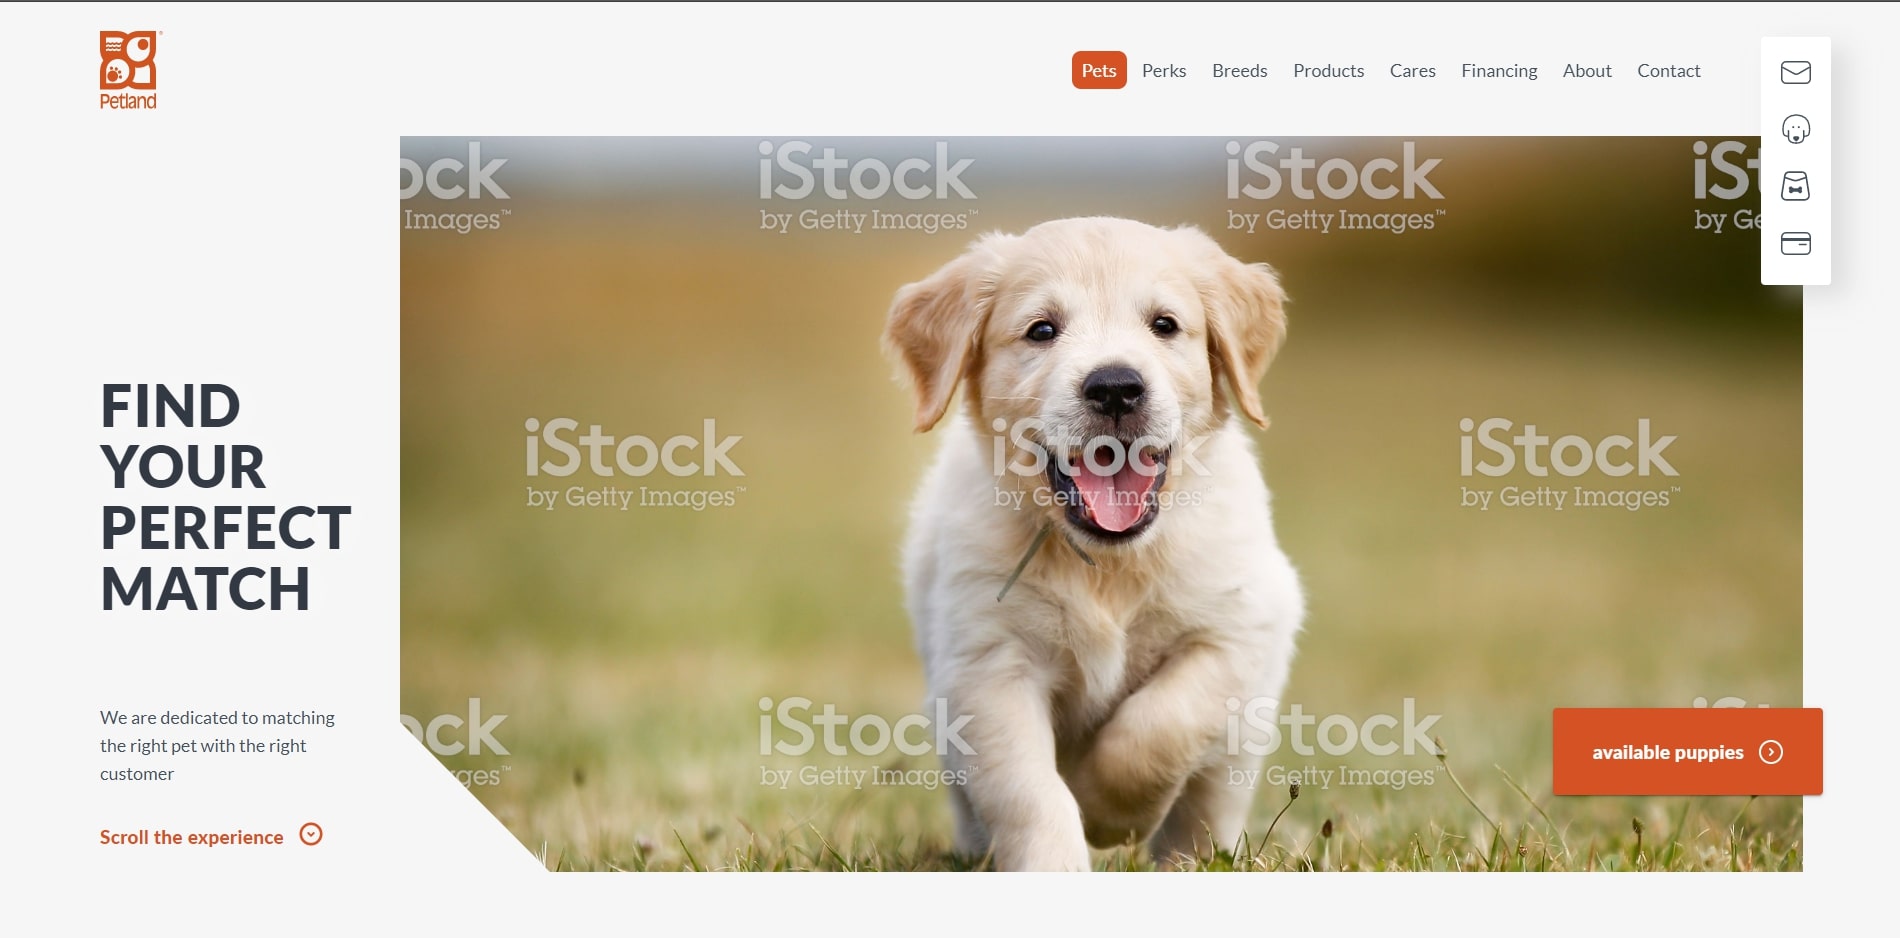 Petland
Pets
Perks
Breeds
Products
Cares
Financing
About
Contact
ock
Images™
iStock
by Getty Images™
iStock
by Getty Images™
iSt
by Ge
FIND
YOUR
PERFECT
MATCH
iStock
by Getty Images™
iStock
by Getty Images™
iStock
by Getty Images™
We are dedicated to matching
the right pet with the right
customer
Scroll the experience
ock
ges™
iStock
by Getty Images™
iStock
by Getty Images™
available puppies